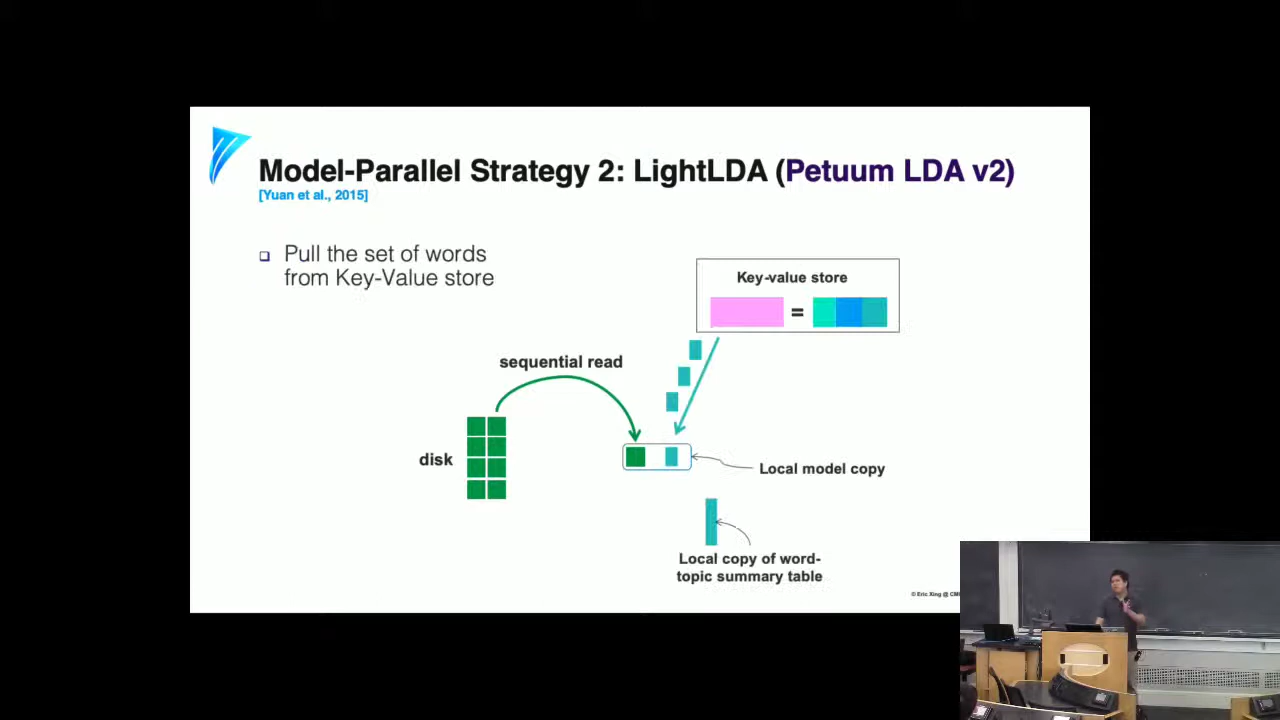 Model-Parallel Strategy 2: LightLDA (Petuum LDA v2)
[Yuan et al., 2015]
❑ Pull the set of words
from Key-Value store
Key-value store
=
sequential read
disk
Local model copy
Local copy of word-
topic summary table
© Eric Xing @ CM